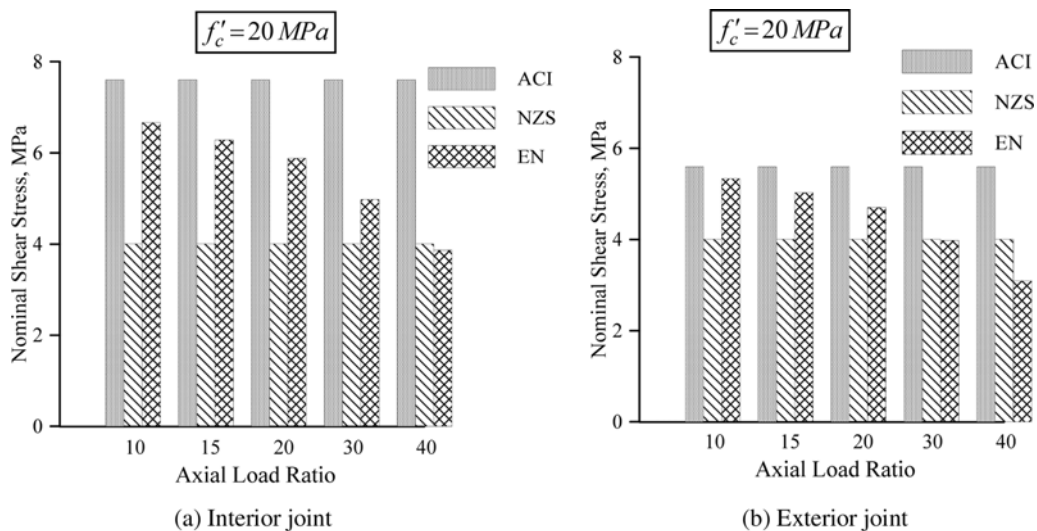 f′c = 20 MPa
8
6
4
2
0
Nominal Shear Stress, MPa
ACI
NZS
EN
10 15 20 30 40
Axial Load Ratio
(a) Interior joint
f′c = 20 MPa
8
6
4
2
0
Nominal Shear Stress, MPa
ACI
NZS
EN
10 15 20 30 40
Axial Load Ratio
(b) Exterior joint